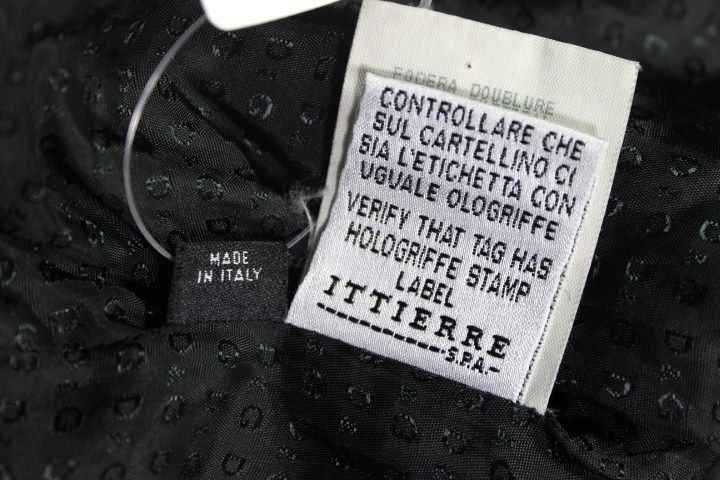 FODERA DOUBLURE
CONTROLLARE CHE
SUL CARTELLINO CI
SIA L'ETICHETTA CON
UGUALE OLOGRIFFE
VERIFY THAT TAG HAS
HOLOGRIFFE STAMP
LABEL
ITTIERRE
S.P.A.
MADE
IN ITALY